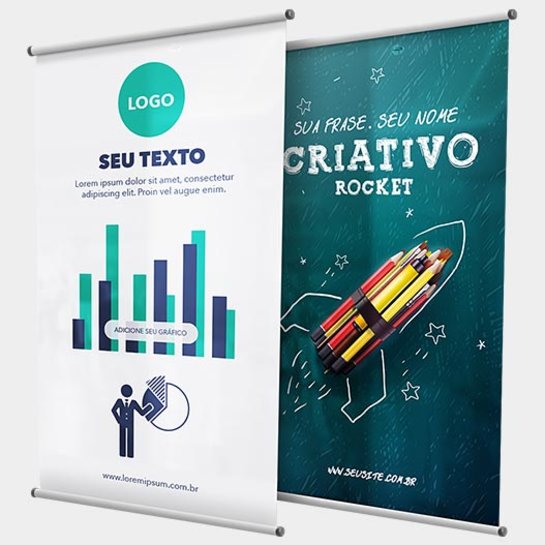 LOGO
SEU TEXTO
Lorem ipsum dolor sit amet, consectetur
adipiscing elit. Proin vel augue enim.
ADICIONE SEU GRÁFICO
www.loremipsum.com.br
SUA FRASE. SEU NOME
CRIATIVO
ROCKET
WWW.SEUSITE.COM.BR